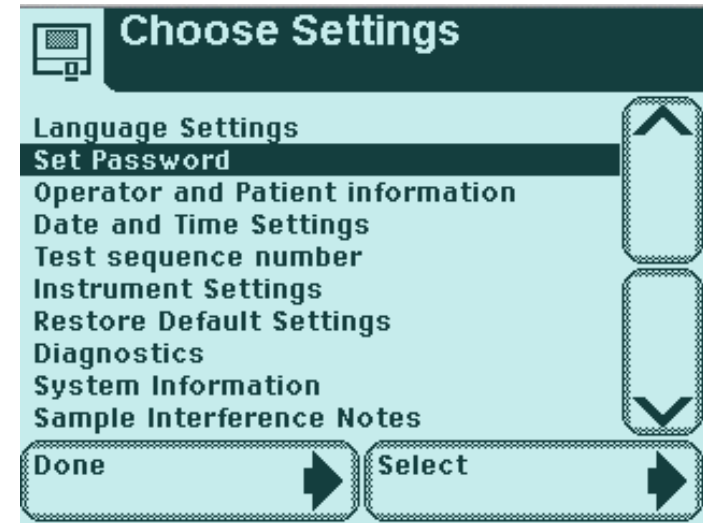 Choose Settings
Language Settings
Set Password
Operator and Patient information
Date and Time Settings
Test sequence number
Instrument Settings
Restore Default Settings
Diagnostics
System Information
Sample Interference Notes
Done
Select